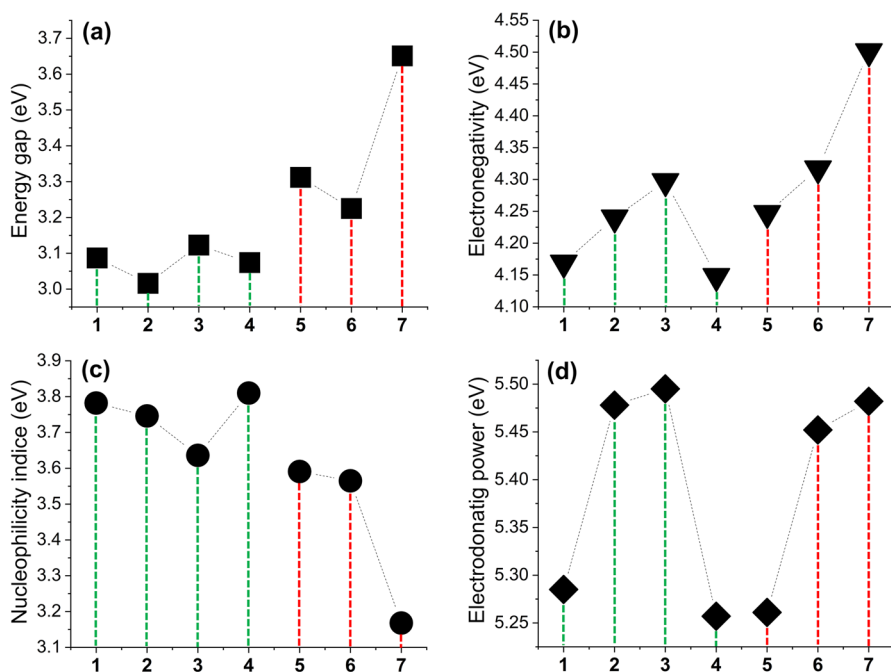 (a)
Energy gap (eV)
3.7
3.6
3.5
3.4
3.3
3.2
3.1
3.0
1 2 3 4 5 6 7
(b)
Electronegativity (eV)
4.55
4.50
4.45
4.40
4.35
4.30
4.25
4.20
4.15
4.10
1 2 3 4 5 6 7
(c)
Nucleophilicity indice (eV)
3.9
3.8
3.7
3.6
3.5
3.4
3.3
3.2
3.1
1 2 3 4 5 6 7
(d)
Electrodonatig power (eV)
5.50
5.45
5.40
5.35
5.30
5.25
1 2 3 4 5 6 7